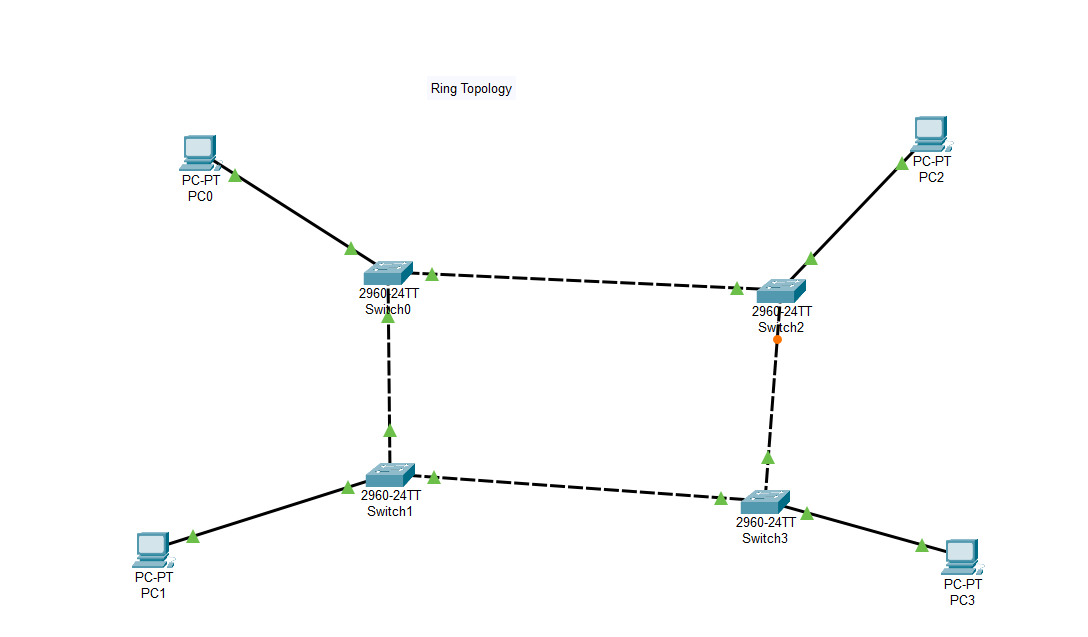 Ring Topology
PC-PT
PC0
PC-PT
PC2
2960-24TT
Switch0
2960-24TT
Switch2
2960-24TT
Switch1
2960-24TT
Switch3
PC-PT
PC1
PC-PT
PC3